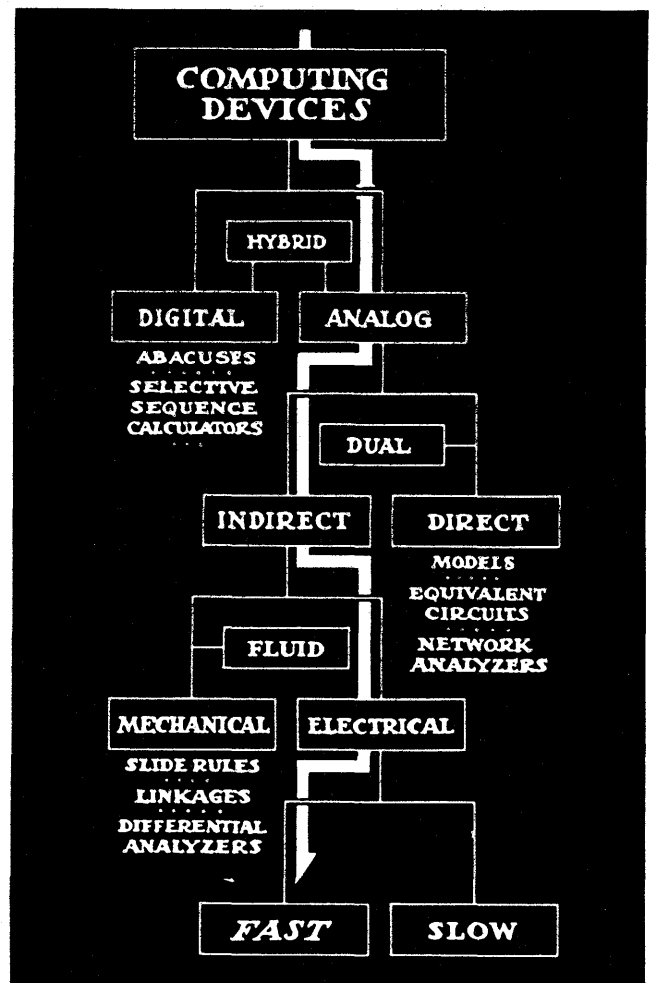 COMPUTING
DEVICES
HYBRID
DIGITAL
ANALOG
ABACUSES
SELECTIVE
SEQUENCE
CALCULATORS
DUAL
INDIRECT
DIRECT
MODELS
EQUIVALENT
CIRCUITS
NETWORK
ANALYZERS
FLUID
MECHANICAL
ELECTRICAL
SLIDE RULES
LINKAGES
DIFFERENTIAL
ANALYZERS
FAST
SLOW